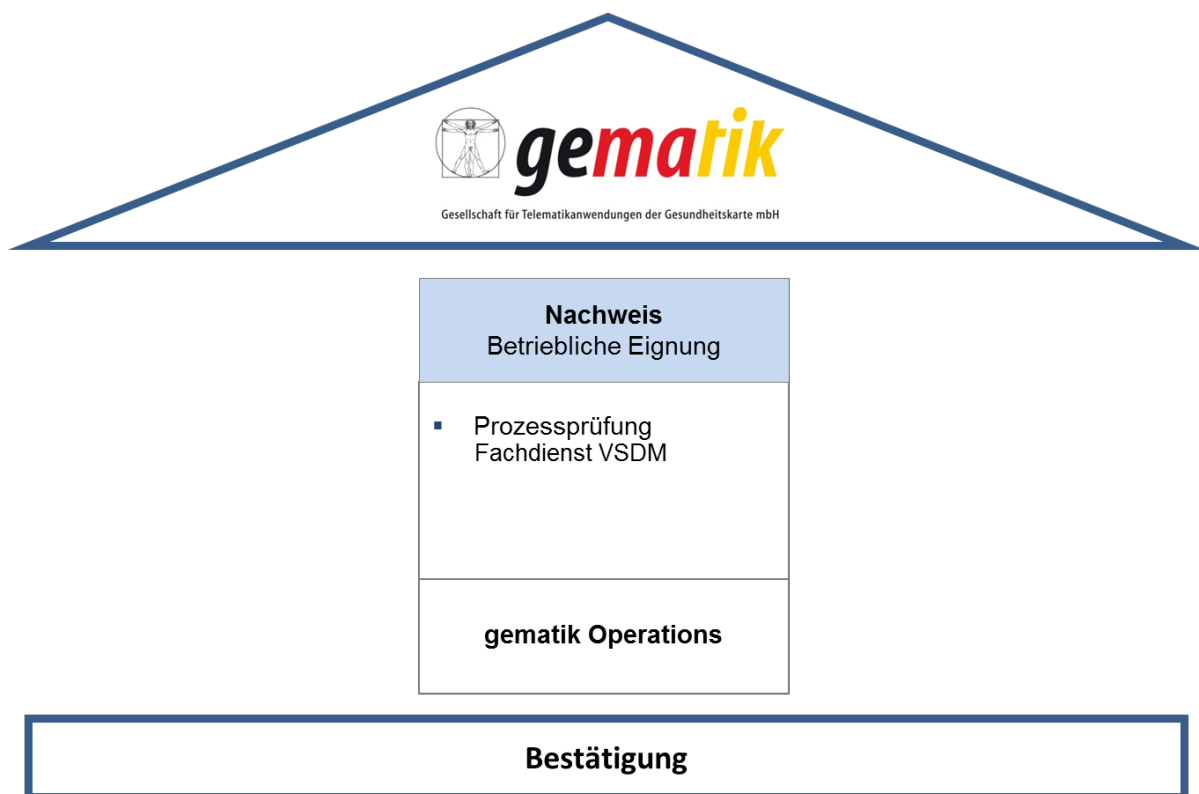 gematik
Gesellschaft für Telematikanwendungen der Gesundheitskarte mbH
Nachweis
Betriebliche Eignung
▪ Prozessprüfung
Fachdienst VSDM
gematik Operations
Bestätigung